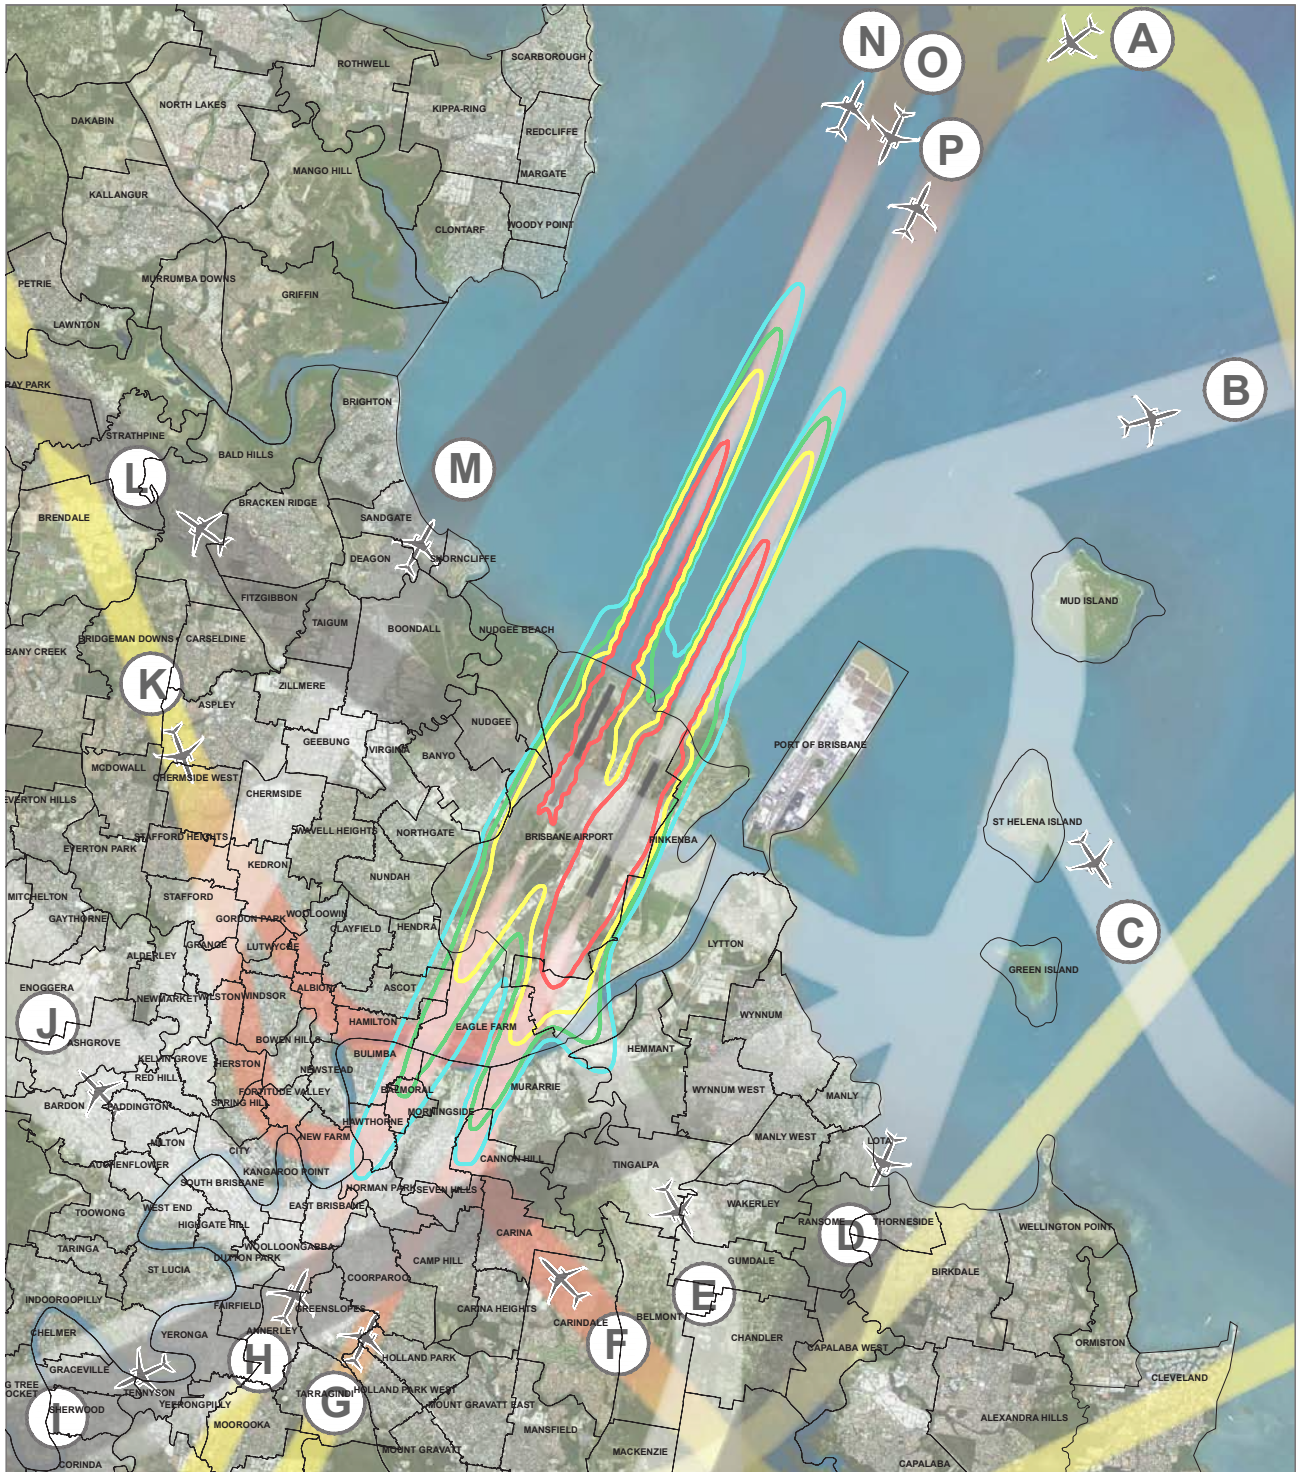 N
O
A
SCARBOROUGH
ROTHWELL
NORTH LAKES
KIPPA-RING
DAKABIN
REDCLIFFE
P
MANGO HILL
MARGATE
KALLANGUR
WOODY POINT
CLONTARF
MURRUMBA DOWNS
PETRIE
GRIFFIN
LAWNTON
RAY PARK
B
BRIGHTON
STRATHPINE
BALD HILLS
M
L
BRACKEN RIDGE
BRENDALE
SANDGATE
DEAGON
SHORNCLIFFE
FITZGIBBON
MUD ISLAND
TAIGUM
BOONDALL
NUDGEE BEACH
BRIDGEMAN DOWNS
CARSELDINE
BANY CREEK
K
ZILLMERE
ASPLEY
NUDGEE
GEEBUNG
VIRGINIA
BANYO
PORT OF BRISBANE
MCDOWALL
CHERMSIDE WEST
CHERMSIDE
EVERTON HILLS
ST HELENA ISLAND
WAVELL HEIGHTS
NORTHGATE
STAFFORD HEIGHTS
BRISBANE AIRPORT
PINKENBA
EVERTON PARK
KEDRON
NUNDAH
MITCHELTON
STAFFORD
GAYTHORNE
GORDON PARK
WOOLOOWIN
CLAYFIELD
HENDRA
C
GRANGE
LUTWYCHE
LYTTON
ALDERLEY
GREEN ISLAND
ENOGGERA
ALBION
ASCOT
NEWMARKET
WILSTON
WINDSOR
WYNNUM
J
HAMILTON
EAGLE FARM
ASHGROVE
BOWEN HILLS
HEMMANT
BULIMBA
KELVIN GROVE
HERSTON
NEWSTEAD
RED HILL
MURARRIE
WYNNUM WEST
BALMORAL
FORTITUDE VALLEY
MANLY
BARDON
PADDINGTON
SPRING HILL
MORNINGSIDE
HAWTHORNE
NEW FARM
MANLY WEST
MILTON
LOTA
CITY
CANNON HILL
AUCHENFLOWER
TINGALPA
KANGAROO POINT
SOUTH BRISBANE
NORMAN PARK
SEVEN HILLS
WEST END
EAST BRISBANE
WAKERLEY
TOOWONG
HIGHGATE HILL
RANSOME
D
THORNESIDE
WELLINGTON POINT
CARINA
TARINGA
WOOLLOONGABBA
DUTTON PARK
CAMP HILL
GUMDALE
ST LUCIA
COORPAROO
BIRKDALE
INDOOROOPILLY
E
FAIRFIELD
GREENSLOPES
CARINA HEIGHTS
BELMONT
CARINDALE
CHELMER
YERONGA
ANNERLEY
CHANDLER
F
ORMISTON
CAPALABA WEST
H
HOLLAND PARK
GRACEVILLE
CLEVELAND
TENNYSON
TARRAGINDI
HOLLAND PARK WEST
G
YEERONGPILLY
MOUNT GRAVATT EAST
I
SHERWOOD
ALEXANDRA HILLS
MOOROOKA
MANSFIELD
MOUNT GRAVATT
MACKENZIE
CORINDA
CAPALABA